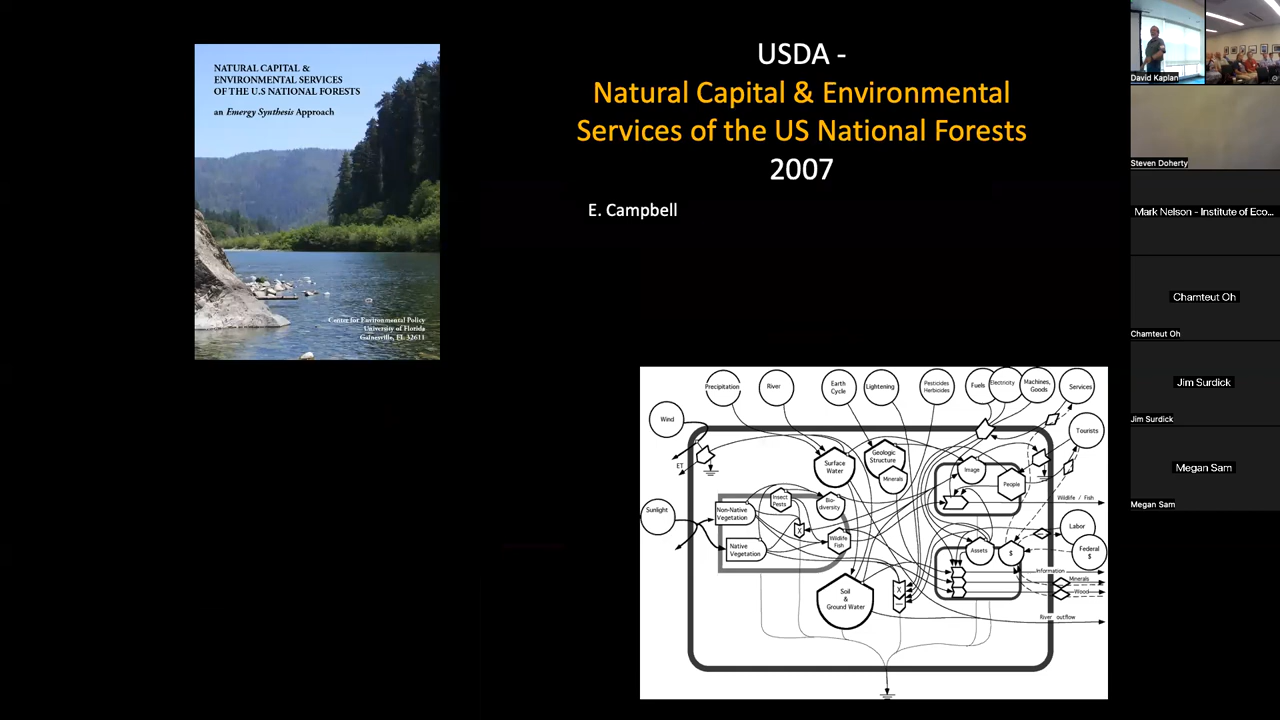 NATURAL CAPITAL &
ENVIRONMENTAL SERVICES
OF THE U.S NATIONAL FORESTS
an Emergy Synthesis Approach
Center for Environmental Policy
University of Florida
Gainesville, FL 32611
USDA -
Natural Capital & Environmental
Services of the US National Forests
2007
E. Campbell
Precipitation
River
Earth
Cycle
Lightening
Pesticides
Herbicides
Fuels
Electricity
Machines,
Goods
Services
Wind
Tourists
ET
Surface
Water
Geologic
Structure
Minerals
Image
People
Wildlife / Fish
Sunlight
Non-Native
Vegetation
Insect
Pests
Bio-
diversity
X
Native
Vegetation
Wildlife
Fish
Labor
Assets
$
Federal
$
Information
Minerals
Wood
Soil
&
Ground Water
X
River outflow
David Kaplan
Steven Doherty
Mark Nelson - Institute of Eco...
Chamteut Oh
Chamteut Oh
Jim Surdick
Jim Surdick
Megan Sam
Megan Sam